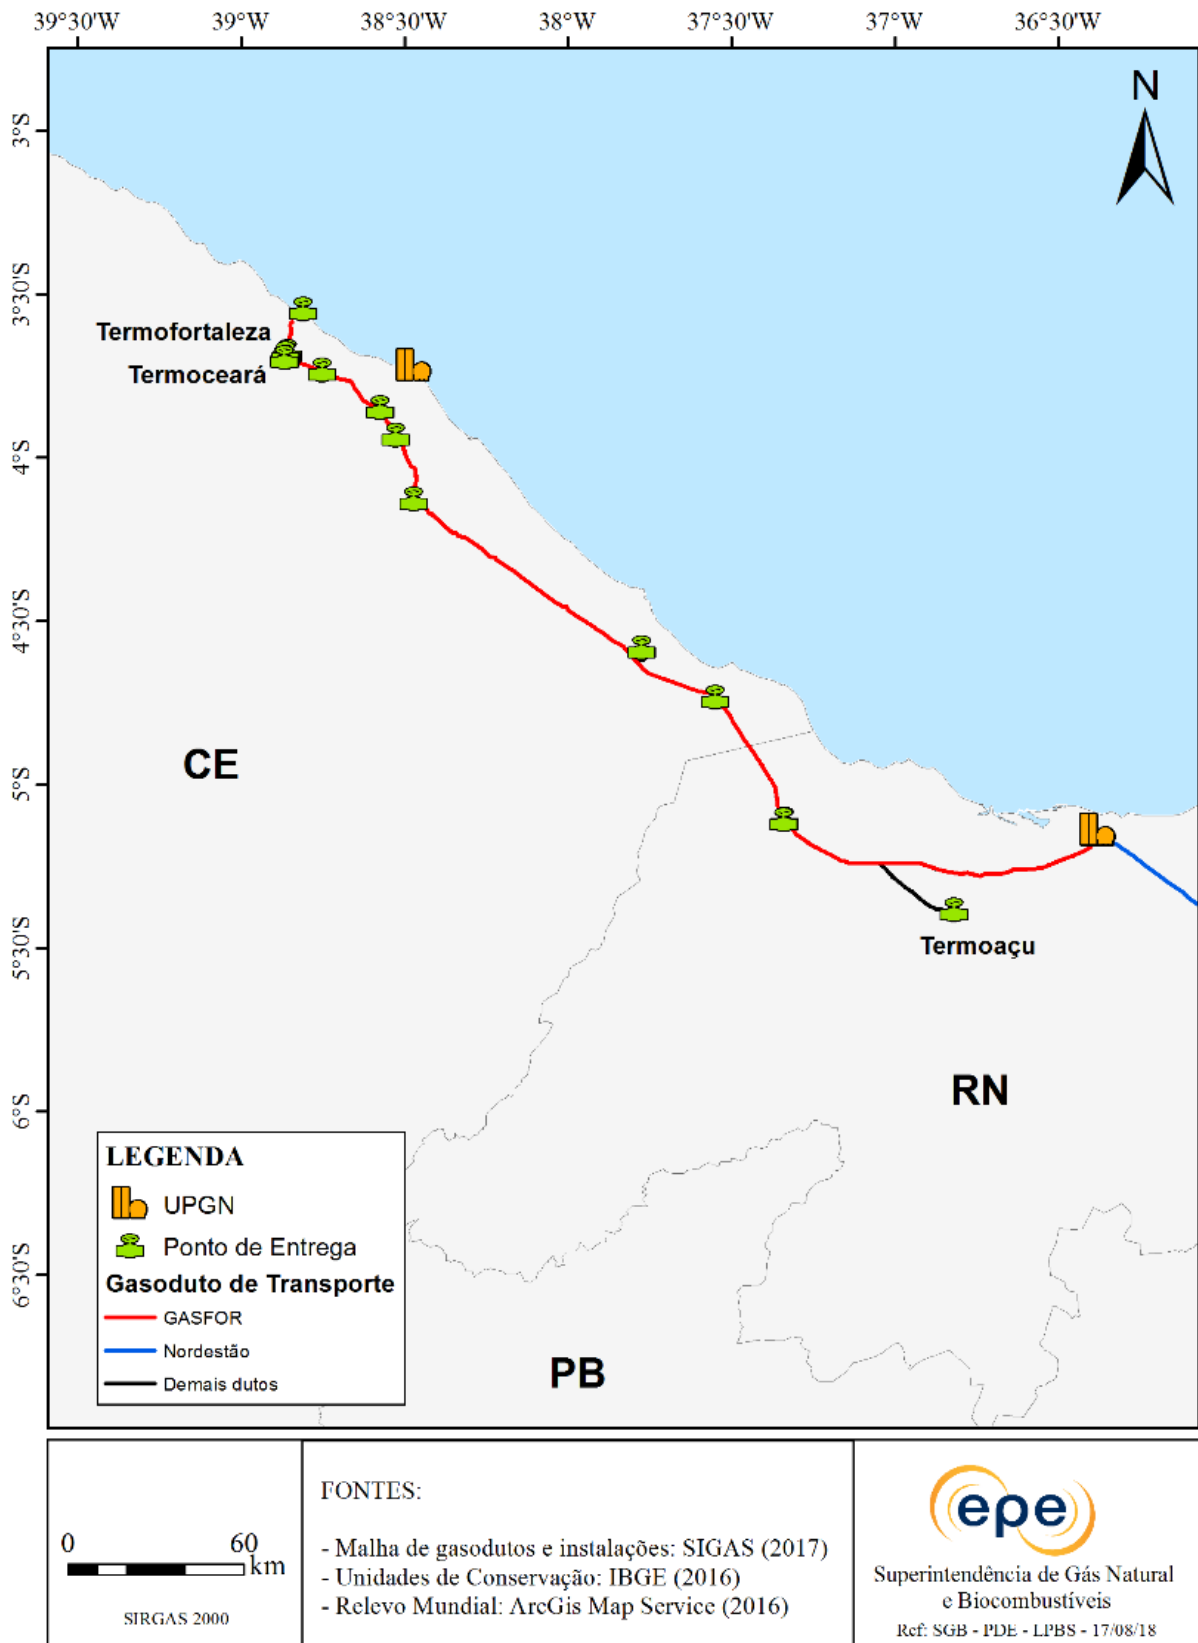 39°30'W 39°W 38°30'W 38°W 37°30'W 37°W 36°30'W
N
3°S
3°30'S
4°S
4°30'S
5°S
5°30'S
6°S
6°30'S
Termofortaleza
Termoceará
CE
Termoaçu
RN
PB
LEGENDA
UPGN
Ponto de Entrega
Gasoduto de Transporte
GASFOR
Nordestão
Demais dutos
0 60
km
SIRGAS 2000
FONTES:
- Malha de gasodutos e instalações: SIGAS (2017)
- Unidades de Conservação: IBGE (2016)
- Relevo Mundial: ArcGis Map Service (2016)
epe
Superintendência de Gás Natural
e Biocombustíveis
Ref: SGB - PDE - LPBS - 17/08/18